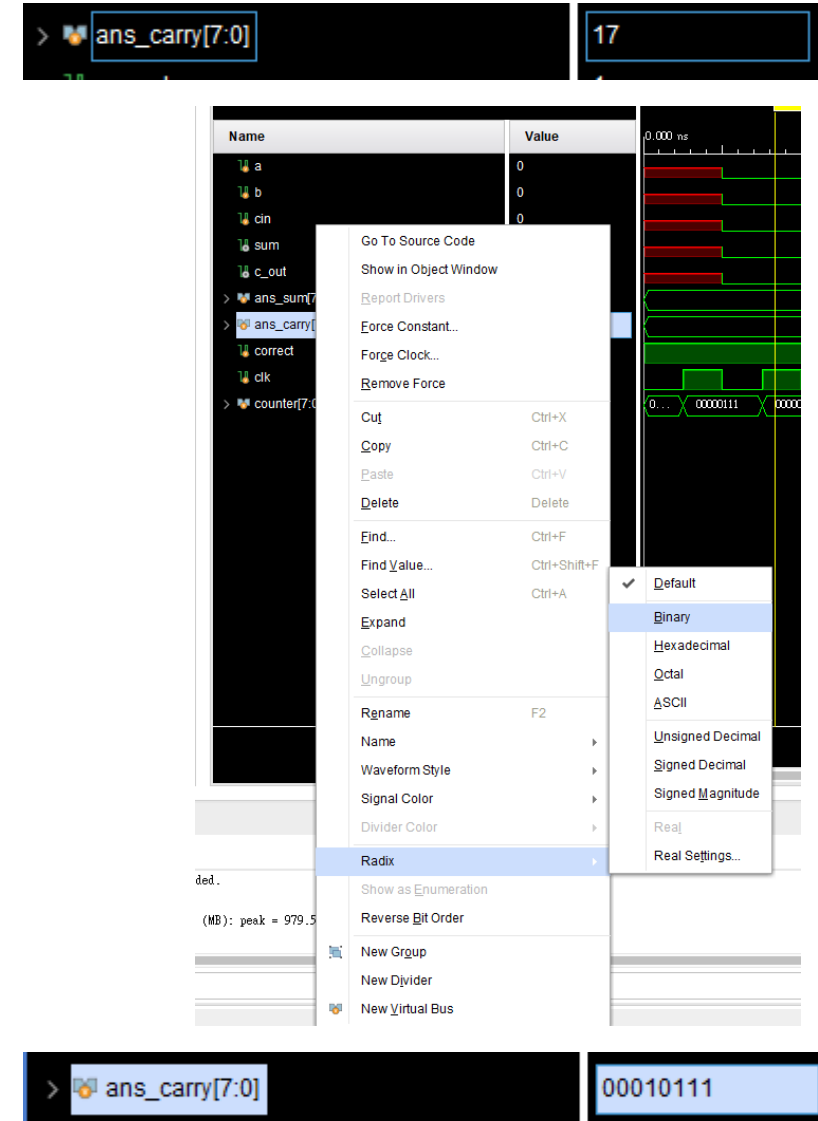 ans_carry[7:0] 17
Name Value 0.000 ns
a 0
b 0
cin 0
sum
c_out
ans_sum[7
ans_carry[
correct
clk
counter[7:0 0... 00000111 0000
Go To Source Code
Show in Object Window
Report Drivers
Force Constant...
Force Clock...
Remove Force
Cut Ctrl+X
Copy Ctrl+C
Paste Ctrl+V
Delete Delete
Find... Ctrl+F
Find Value... Ctrl+Shift+F
Select All Ctrl+A
Expand
Collapse
Ungroup
Rename F2
Name
Waveform Style
Signal Color
Divider Color
Radix
Show as Enumeration
Reverse Bit Order
New Group
New Divider
New Virtual Bus
Default
Binary
Hexadecimal
Octal
ASCII
Unsigned Decimal
Signed Decimal
Signed Magnitude
Real
Real Settings...
ded.
(MB): peak = 979.5
ans_carry[7:0] 00010111